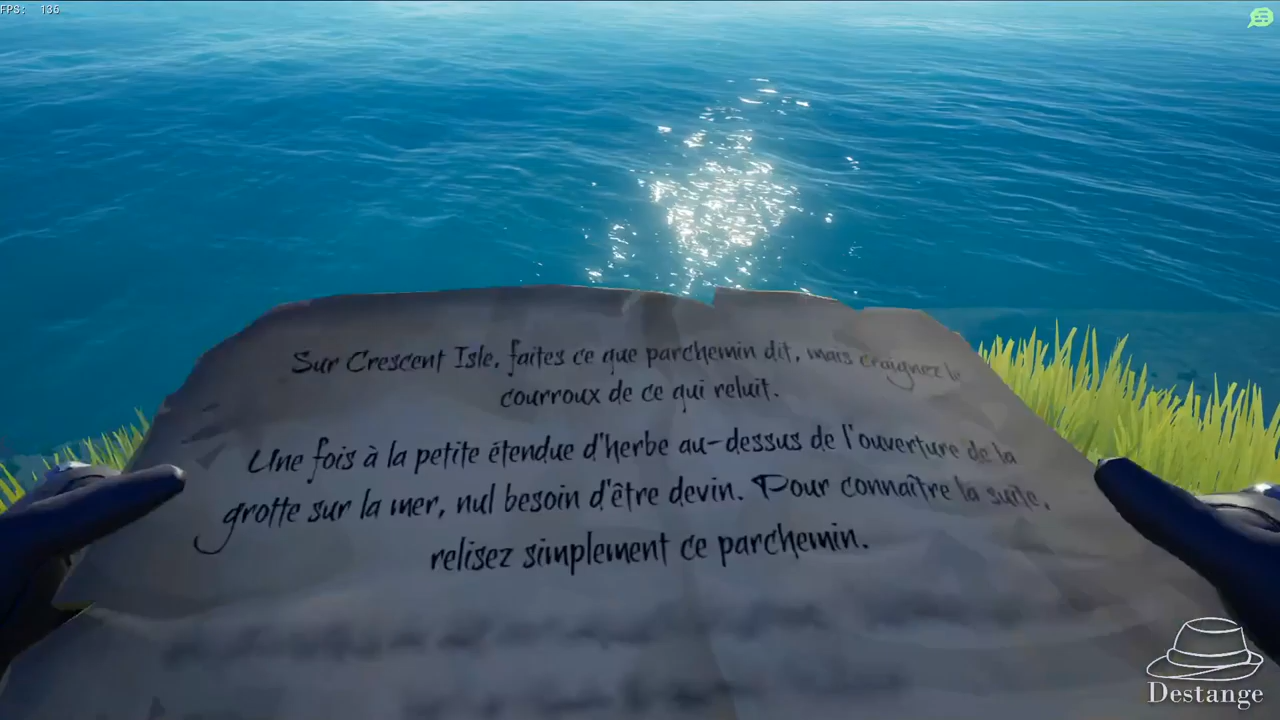 FPS: 136
Sur Crescent Isle, faites ce que parchemin dit, mais craignez le
courroux de ce qui reluit.
Une fois à la petite étendue d'herbe au-dessus de l'ouverture de la
grotte sur la mer, nul besoin d'être devin. Pour connaître la suite,
relisez simplement ce parchemin.
Destange